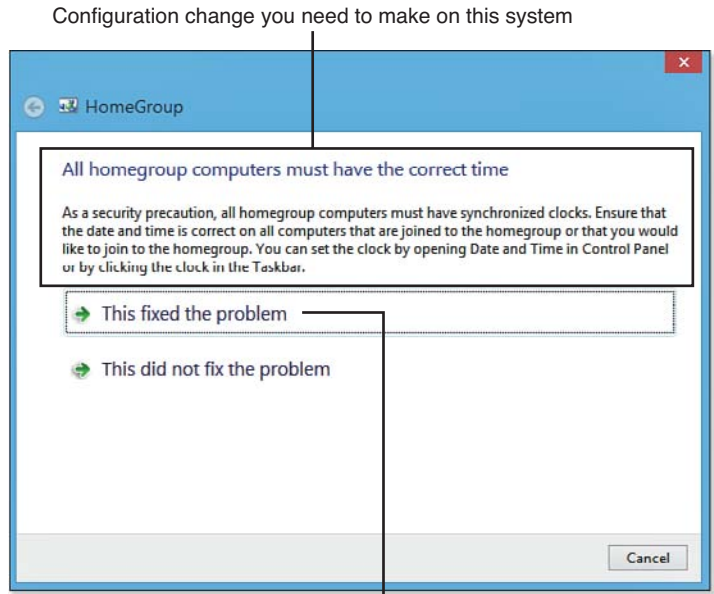 Configuration change you need to make on this system
HomeGroup
All homegroup computers must have the correct time
As a security precaution, all homegroup computers must have synchronized clocks. Ensure that
the date and time is correct on all computers that are joined to the homegroup or that you would
like to join to the homegroup. You can set the clock by opening Date and Time in Control Panel
or by clicking the clock in the Taskbar.
This fixed the problem
This did not fix the problem
Cancel